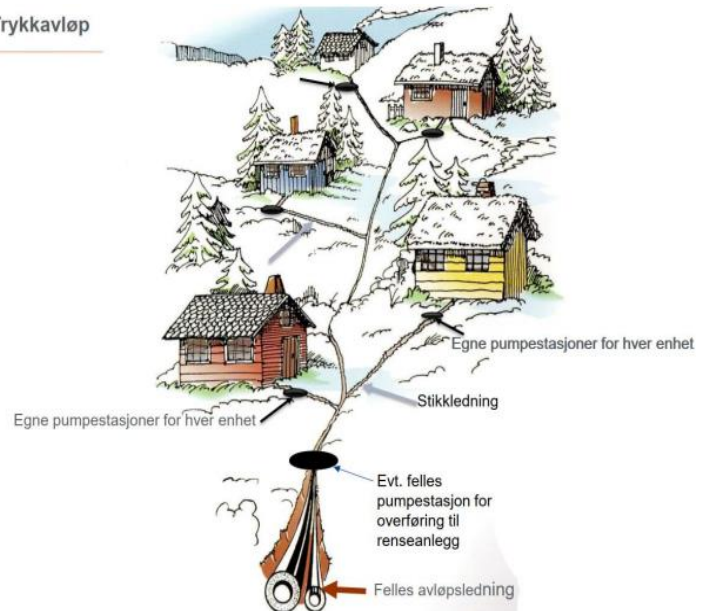 Trykkavløp
Egne pumpestasjoner for hver enhet
Stikkledning
Egne pumpestasjoner for hver enhet
Evt. felles
pumpestasjon for
overføring til
renseanlegg
Felles avløpsledning